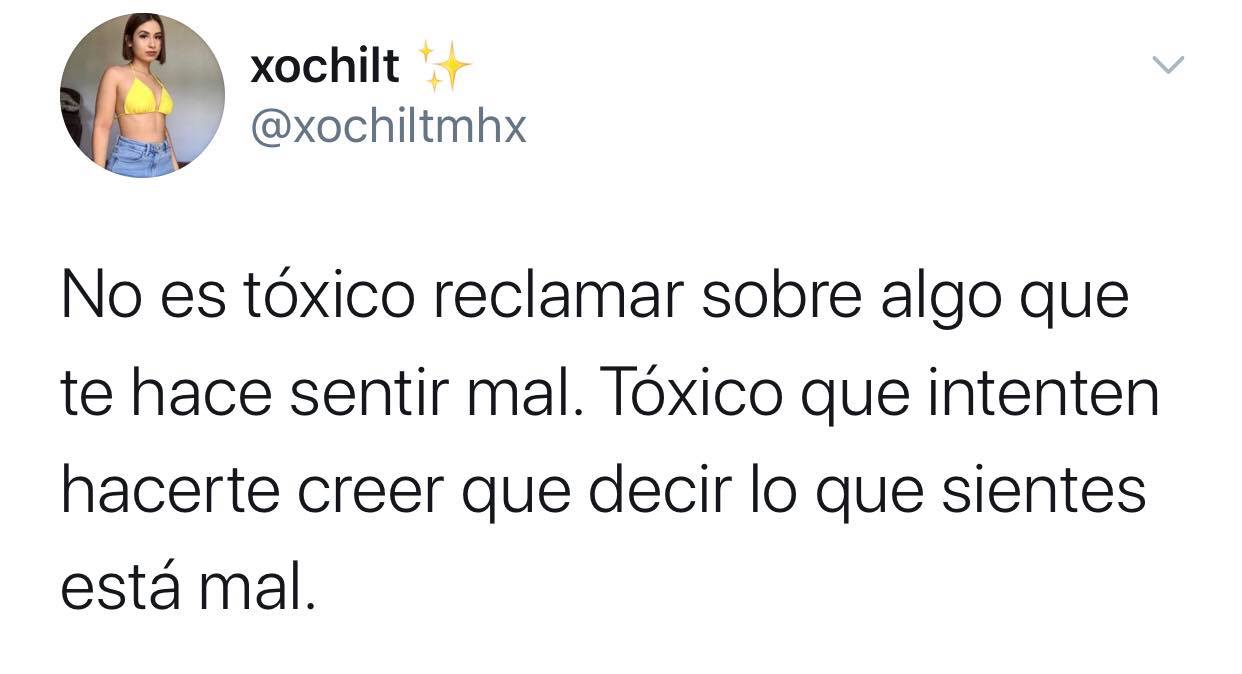 xochilt ✨
@xochiltmhx
No es tóxico reclamar sobre algo que
te hace sentir mal. Tóxico que intenten
hacerte creer que decir lo que sientes
está mal.